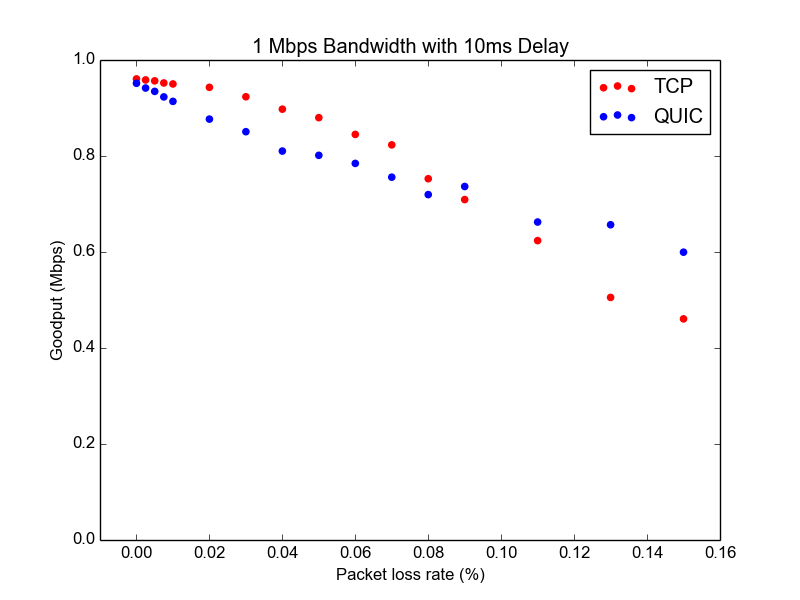 1 Mbps Bandwidth with 10ms Delay
TCP
QUIC
1.0
0.8
0.6
0.4
0.2
0.0
Goodput (Mbps)
0.00 0.02 0.04 0.06 0.08 0.10 0.12 0.14 0.16
Packet loss rate (%)